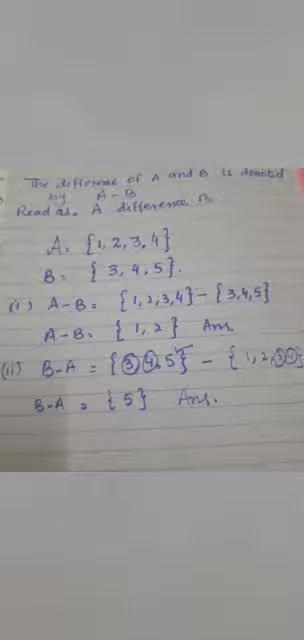 The difference of A and B is denoted
by A - B
Read as. A difference B.
A = {1, 2, 3, 4}
B = { 3, 4, 5}.
(i) A-B = {1, 2, 3, 4} - {3, 4, 5}
A-B = {1, 2} Ans.
(ii) B-A = {3, 4, 5} - {1, 2, 3, 4}
B-A = {5} Ans.